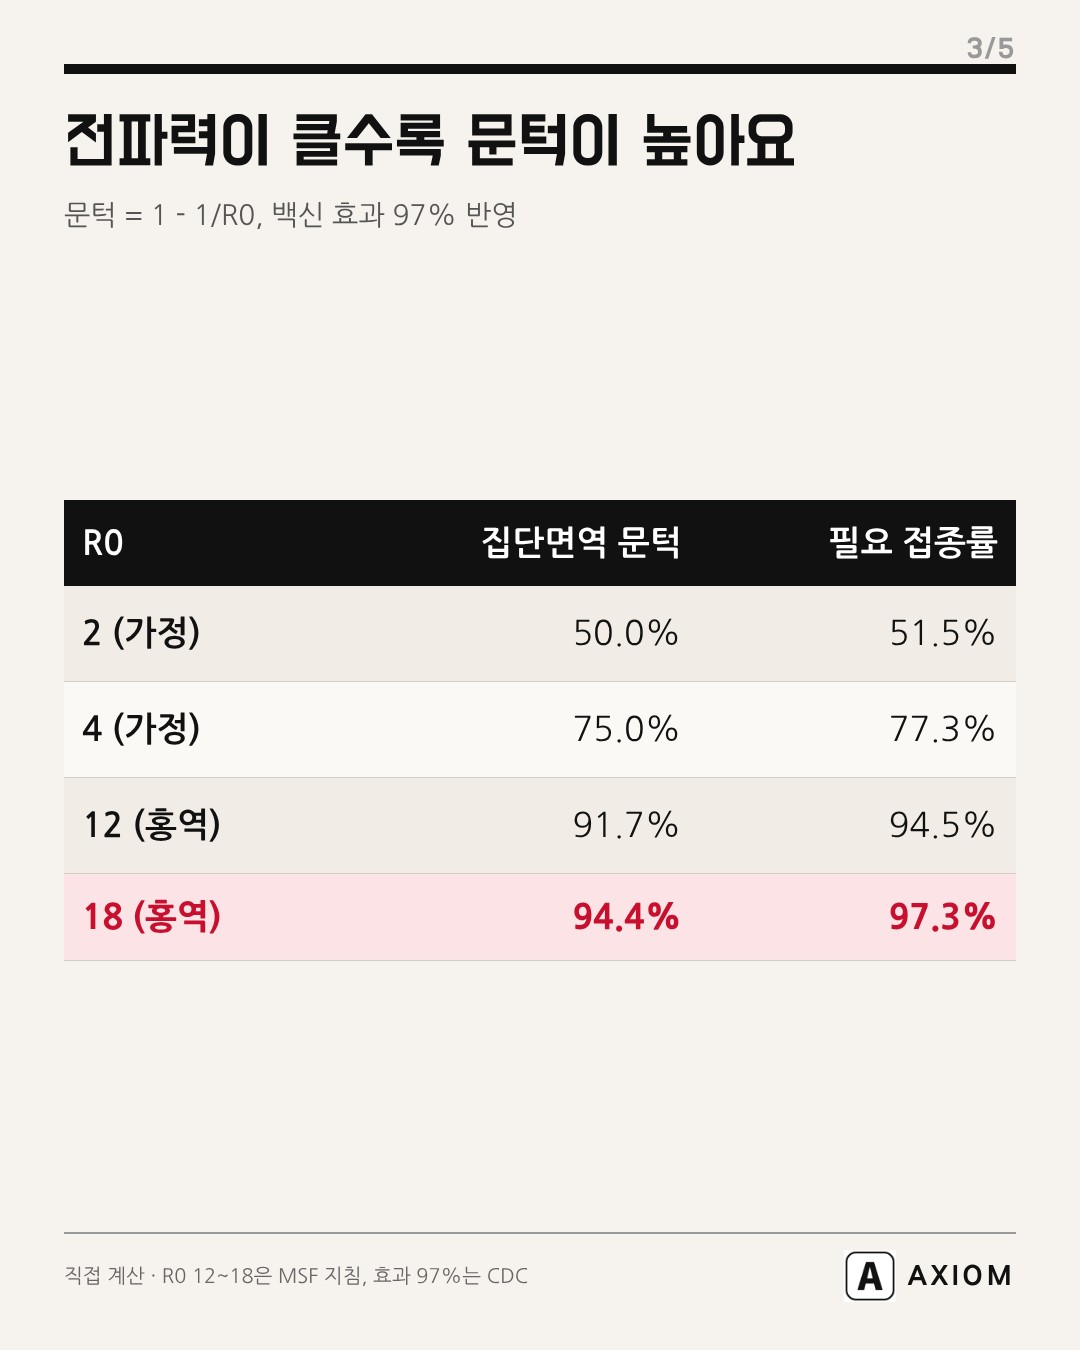 3/5
전파력이 클수록 문턱이 높아요
문턱 = 1 - 1/R0, 백신 효과 97% 반영
R0 집단면역 문턱 필요 접종률
2 (가정) 50.0% 51.5%
4 (가정) 75.0% 77.3%
12 (홍역) 91.7% 94.5%
18 (홍역) 94.4% 97.3%
직접 계산 · R0 12~18은 MSF 지침, 효과 97%는 CDC
A AXIOM